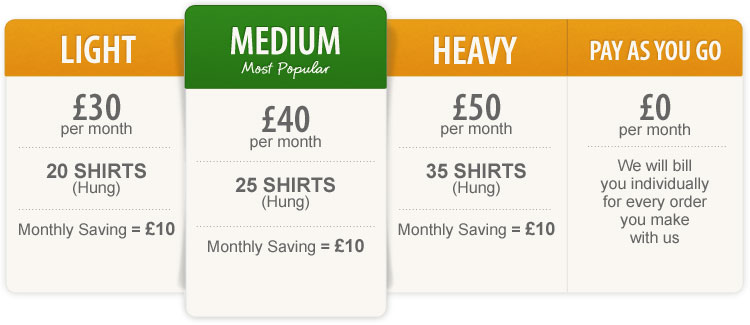 LIGHT
£30
per month
20 SHIRTS
(Hung)
Monthly Saving = £10
MEDIUM
Most Popular
£40
per month
25 SHIRTS
(Hung)
Monthly Saving = £10
HEAVY
£50
per month
35 SHIRTS
(Hung)
Monthly Saving = £10
PAY AS YOU GO
£0
per month
We will bill
you individually
for every order
you make
with us